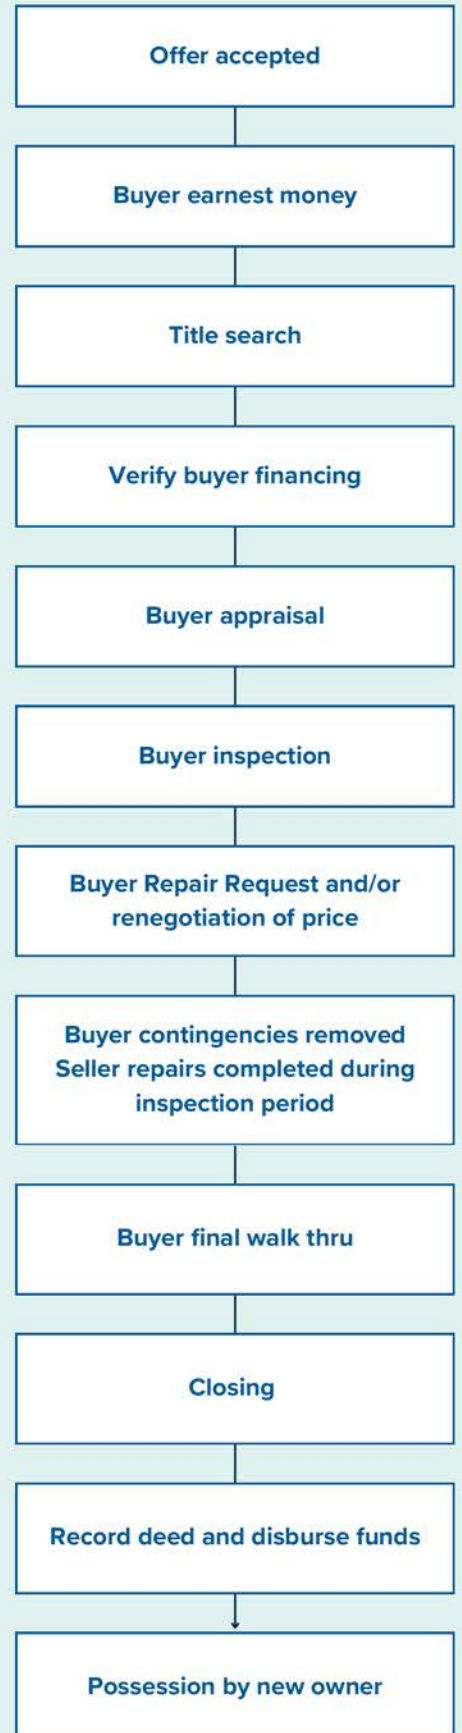 Offer accepted
Buyer earnest money
Title search
Verify buyer financing
Buyer appraisal
Buyer inspection
Buyer Repair Request and/or
renegotiation of price
Buyer contingencies removed
Seller repairs completed during
inspection period
Buyer final walk thru
Closing
Record deed and disburse funds
Possession by new owner